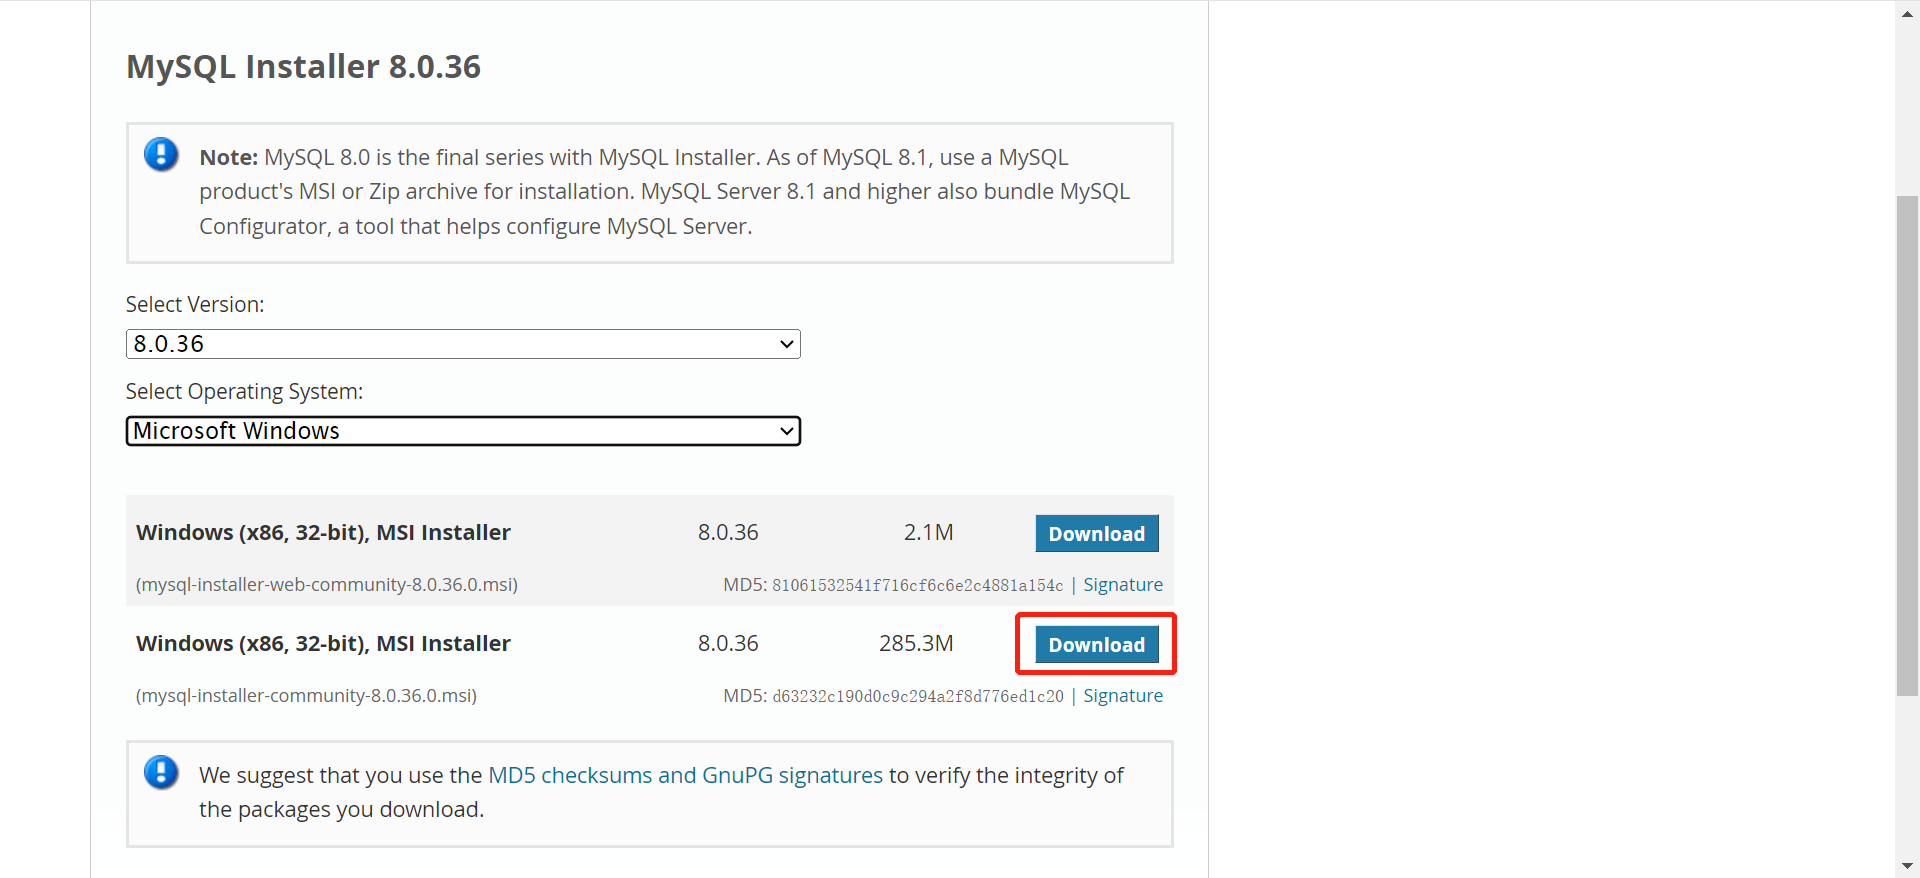 MySQL Installer 8.0.36
Note: MySQL 8.0 is the final series with MySQL Installer. As of MySQL 8.1, use a MySQL
product's MSI or Zip archive for installation. MySQL Server 8.1 and higher also bundle MySQL
Configurator, a tool that helps configure MySQL Server.
Select Version:
8.0.36
Select Operating System:
Microsoft Windows
Windows (x86, 32-bit), MSI Installer 8.0.36 2.1M Download
(mysql-installer-web-community-8.0.36.0.msi) MD5: 81061532541f716cf6c6e2c4881a154c | Signature
Windows (x86, 32-bit), MSI Installer 8.0.36 285.3M Download
(mysql-installer-community-8.0.36.0.msi) MD5: d63232c190d0c9c294a2f8d776ed1c20 | Signature
We suggest that you use the MD5 checksums and GnuPG signatures to verify the integrity of
the packages you download.